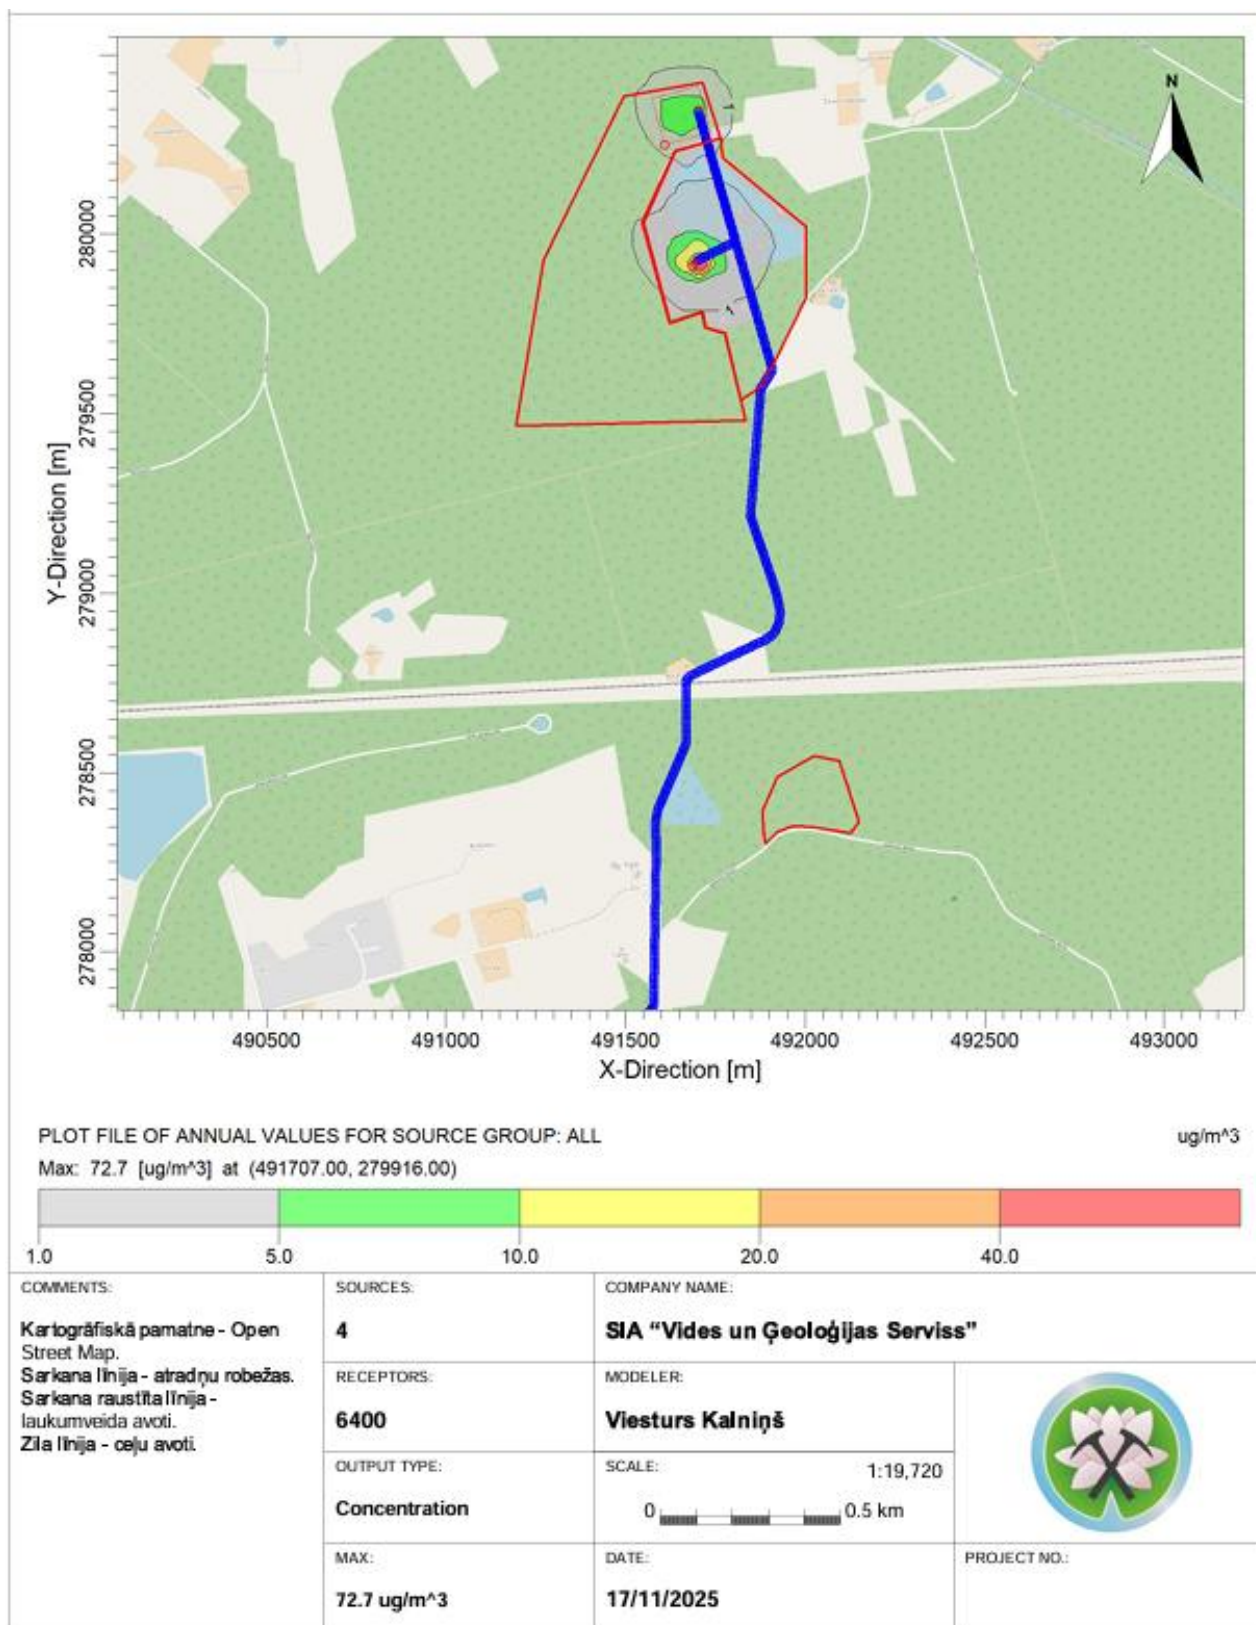 N
1
1
280000
279500
279000
278500
278000
Y-Direction [m]
490500 491000 491500 492000 492500 493000
X-Direction [m]
PLOT FILE OF ANNUAL VALUES FOR SOURCE GROUP: ALL ug/m^3
Max: 72.7 [ug/m^3] at (491707.00, 279916.00)
1.0 5.0 10.0 20.0 40.0
COMMENTS:
Kartogrāfiskā pamatne - Open
Street Map.
Sarkana līnija - atradņu robežas.
Sarkana raustīta līnija -
laukumveida avoti.
Zila līnija - ceļu avoti.
SOURCES:
4
COMPANY NAME:
SIA “Vides un Ģeoloģijas Serviss”
RECEPTORS:
6400
MODELER:
Viesturs Kalniņš
OUTPUT TYPE:
Concentration
SCALE: 1:19,720
0 0.5 km
MAX:
72.7 ug/m^3
DATE:
17/11/2025
PROJECT NO.: